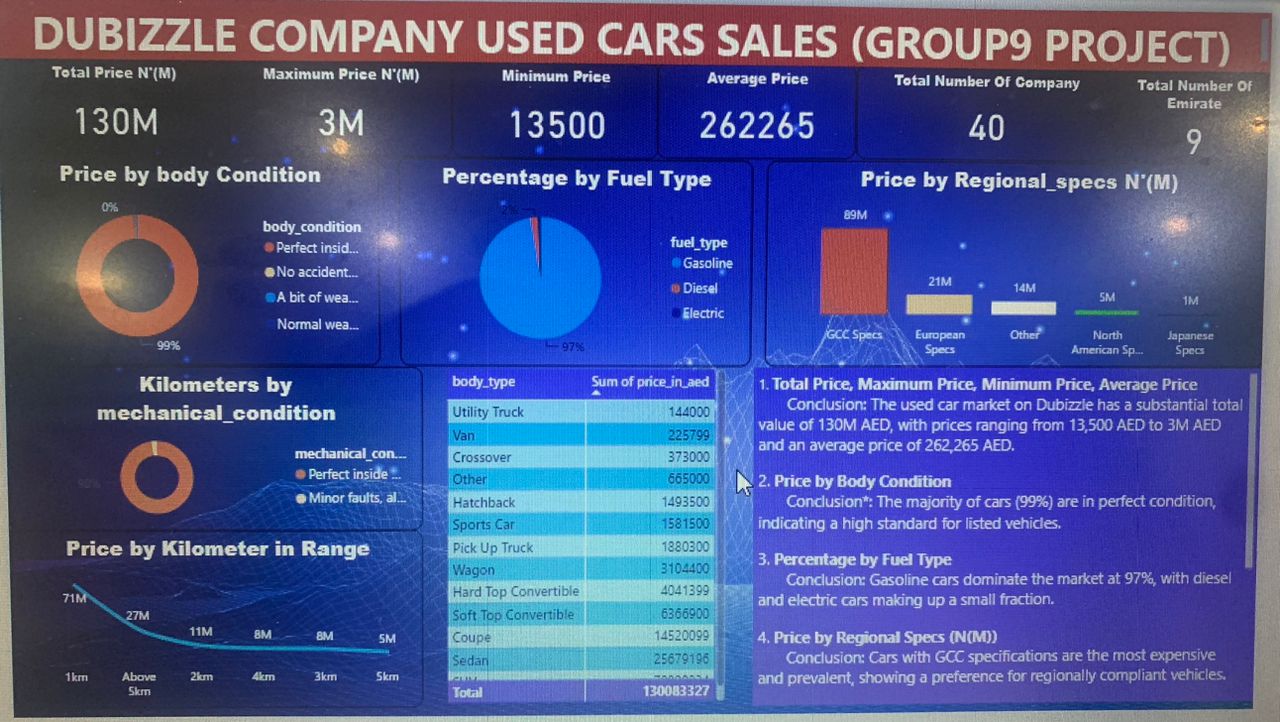 DUBIZZLE COMPANY USED CARS SALES (GROUP9 PROJECT)
Total Price N'(M)
130M
Maximum Price N'(M)
3M
Minimum Price
13500
Average Price
262265
Total Number Of Company
40
Total Number Of
Emirate
9
Price by body Condition
0%
99%
body_condition
Perfect insid...
No accident...
A bit of wea...
Normal wea...
Percentage by Fuel Type
2%
97%
fuel_type
Gasoline
Diesel
Electric
Price by Regional_specs N'(M)
89M
21M
14M
5M
1M
GCC Specs
European
Specs
Other
North
American Sp...
Japanese
Specs
Kilometers by
mechanical_condition
mechanical_con...
Perfect inside ...
Minor faults, al...
Price by Kilometer in Range
71M
27M
11M
8M
8M
5M
1km
Above
5km
2km
4km
3km
5km
body_type Sum of price_in_aed
Utility Truck 144000
Van 225799
Crossover 373000
Other 665000
Hatchback 1493500
Sports Car 1581500
Pick Up Truck 1880300
Wagon 3104400
Hard Top Convertible 4041399
Soft Top Convertible 6366900
Coupe 14520099
Sedan 25679196
Total 130083327
1. Total Price, Maximum Price, Minimum Price, Average Price
Conclusion: The used car market on Dubizzle has a substantial total
value of 130M AED, with prices ranging from 13,500 AED to 3M AED
and an average price of 262,265 AED.
2. Price by Body Condition
Conclusion*: The majority of cars (99%) are in perfect condition,
indicating a high standard for listed vehicles.
3. Percentage by Fuel Type
Conclusion: Gasoline cars dominate the market at 97%, with diesel
and electric cars making up a small fraction.
4. Price by Regional Specs (N(M))
Conclusion: Cars with GCC specifications are the most expensive
and prevalent, showing a preference for regionally compliant vehicles.